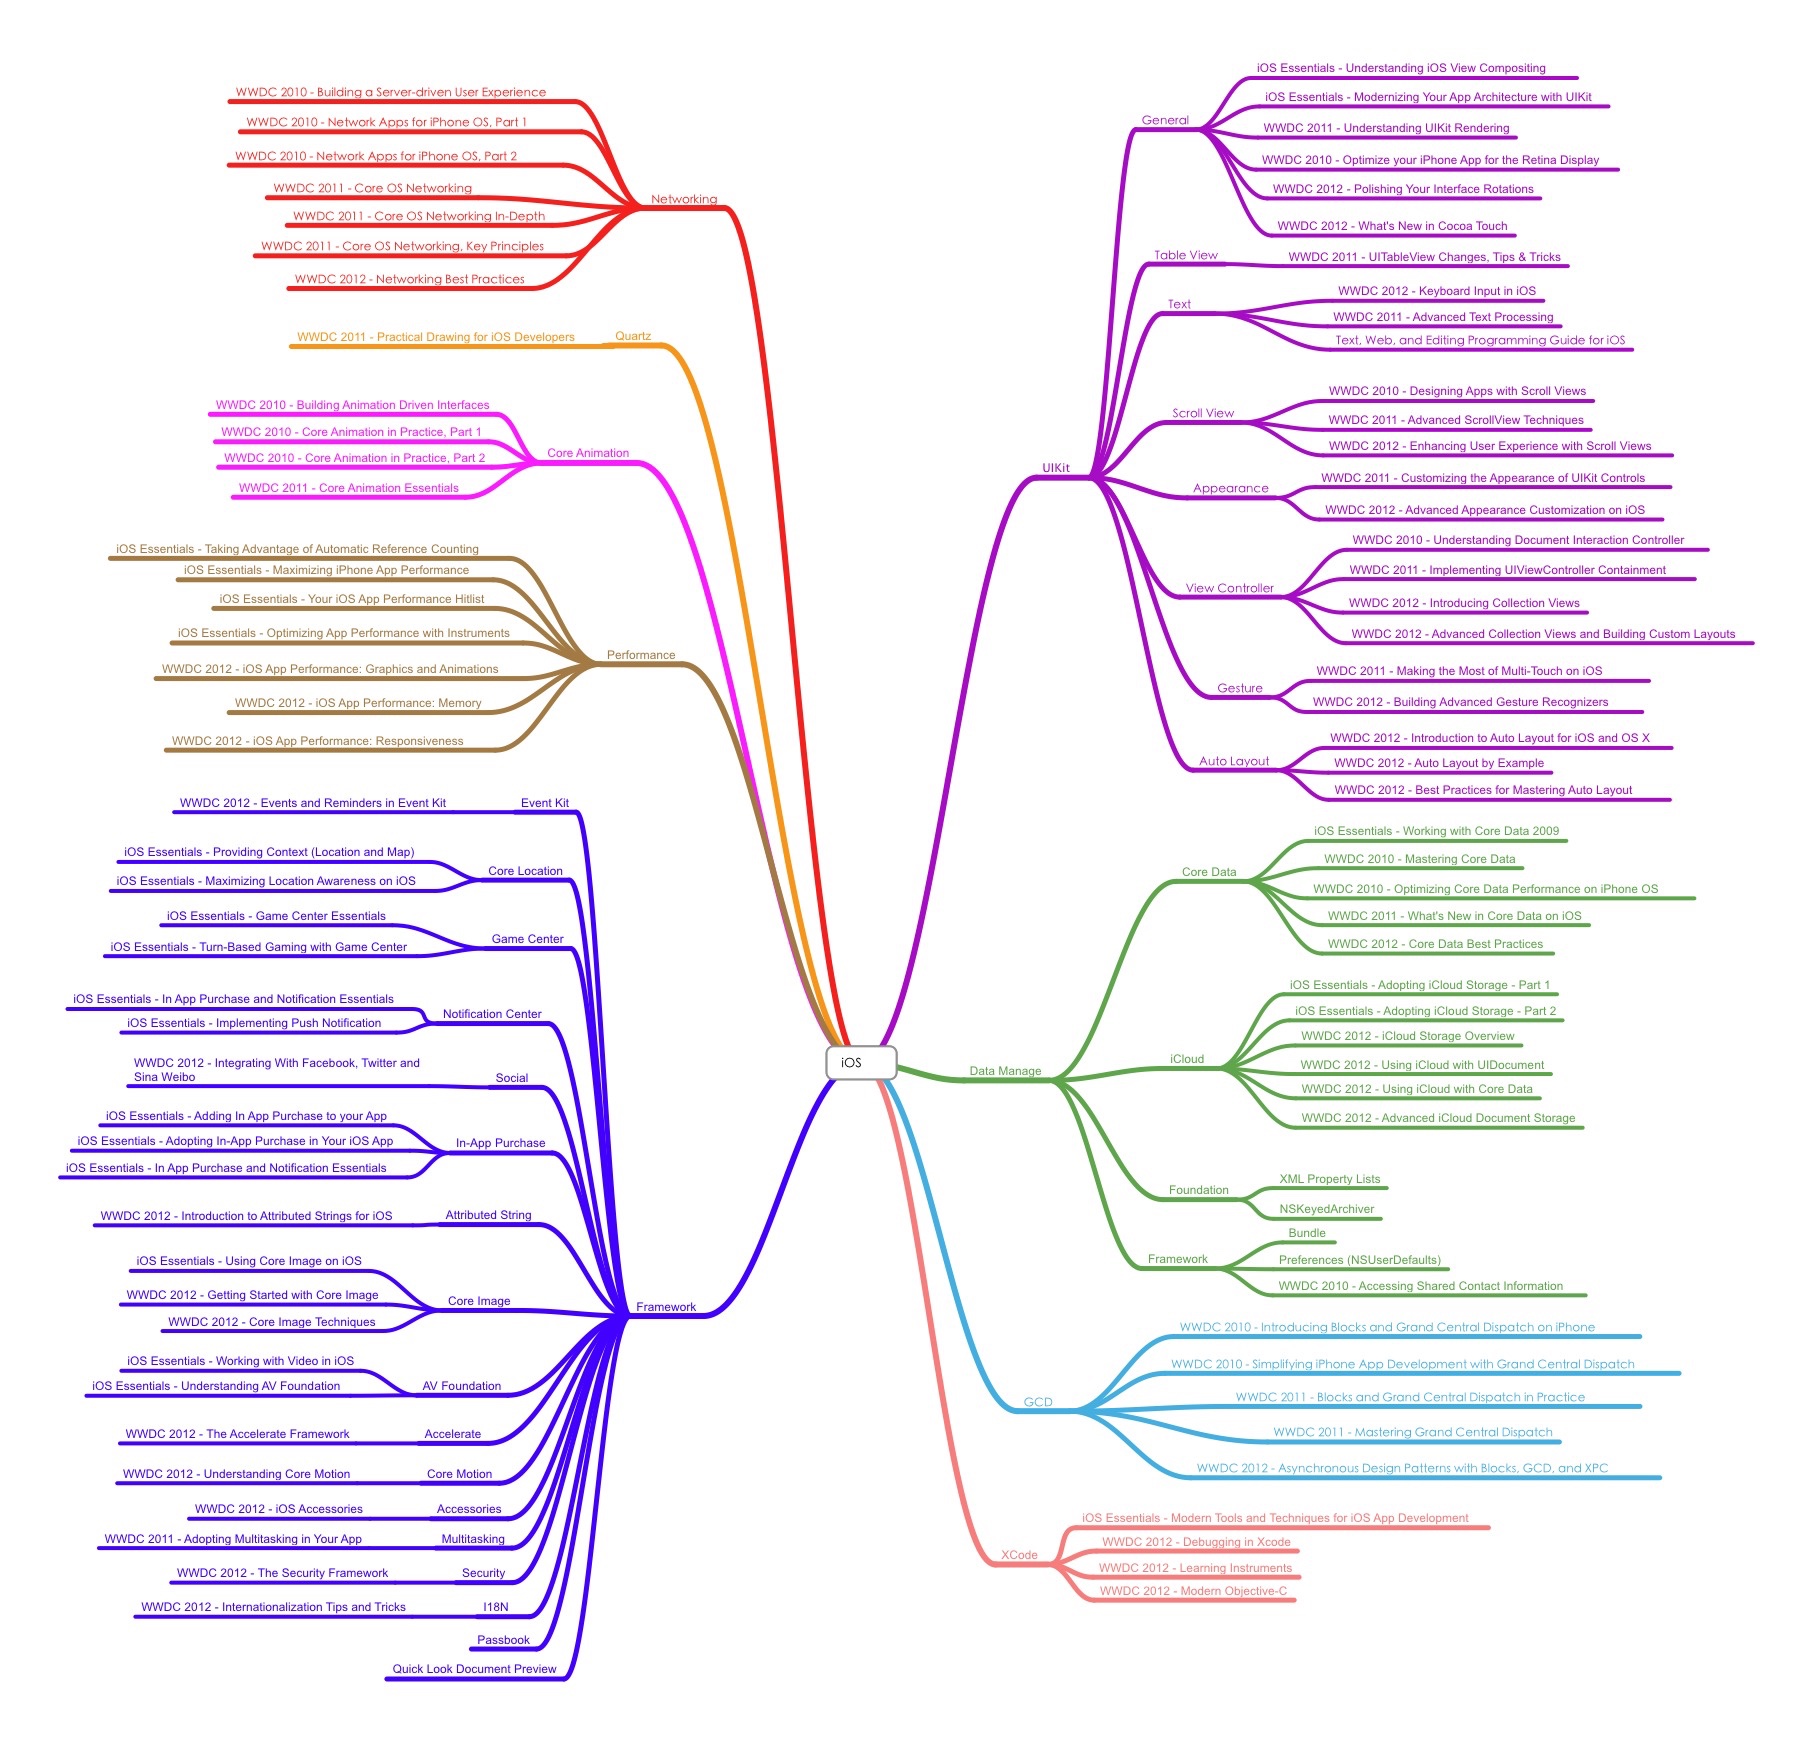 iOS
Networking
WWDC 2010 - Building a Server-driven User Experience
WWDC 2010 - Network Apps for iPhone OS, Part 1
WWDC 2010 - Network Apps for iPhone OS, Part 2
WWDC 2011 - Core OS Networking
WWDC 2011 - Core OS Networking In-Depth
WWDC 2011 - Core OS Networking, Key Principles
WWDC 2012 - Networking Best Practices
Quartz
WWDC 2011 - Practical Drawing for iOS Developers
Core Animation
WWDC 2010 - Building Animation Driven Interfaces
WWDC 2010 - Core Animation in Practice, Part 1
WWDC 2010 - Core Animation in Practice, Part 2
WWDC 2011 - Core Animation Essentials
Performance
iOS Essentials - Taking Advantage of Automatic Reference Counting
iOS Essentials - Maximizing iPhone App Performance
iOS Essentials - Your iOS App Performance Hitlist
iOS Essentials - Optimizing App Performance with Instruments
WWDC 2012 - iOS App Performance: Graphics and Animations
WWDC 2012 - iOS App Performance: Memory
WWDC 2012 - iOS App Performance: Responsiveness
Framework
Event Kit
WWDC 2012 - Events and Reminders in Event Kit
Core Location
iOS Essentials - Providing Context (Location and Map)
iOS Essentials - Maximizing Location Awareness on iOS
Game Center
iOS Essentials - Game Center Essentials
iOS Essentials - Turn-Based Gaming with Game Center
Notification Center
iOS Essentials - In App Purchase and Notification Essentials
iOS Essentials - Implementing Push Notification
Social
WWDC 2012 - Integrating With Facebook, Twitter and
Sina Weibo
In-App Purchase
iOS Essentials - Adding In App Purchase to your App
iOS Essentials - Adopting In-App Purchase in Your iOS App
iOS Essentials - In App Purchase and Notification Essentials
Attributed String
WWDC 2012 - Introduction to Attributed Strings for iOS
Core Image
iOS Essentials - Using Core Image on iOS
WWDC 2012 - Getting Started with Core Image
WWDC 2012 - Core Image Techniques
AV Foundation
iOS Essentials - Working with Video in iOS
iOS Essentials - Understanding AV Foundation
Accelerate
WWDC 2012 - The Accelerate Framework
Core Motion
WWDC 2012 - Understanding Core Motion
Accessories
WWDC 2012 - iOS Accessories
Multitasking
WWDC 2011 - Adopting Multitasking in Your App
Security
WWDC 2012 - The Security Framework
I18N
WWDC 2012 - Internationalization Tips and Tricks
Passbook
Quick Look Document Preview
UIKit
General
iOS Essentials - Understanding iOS View Compositing
iOS Essentials - Modernizing Your App Architecture with UIKit
WWDC 2011 - Understanding UIKit Rendering
WWDC 2010 - Optimize your iPhone App for the Retina Display
WWDC 2012 - Polishing Your Interface Rotations
WWDC 2012 - What's New in Cocoa Touch
Table View
WWDC 2011 - UITableView Changes, Tips & Tricks
Text
WWDC 2012 - Keyboard Input in iOS
WWDC 2011 - Advanced Text Processing
Text, Web, and Editing Programming Guide for iOS
Scroll View
WWDC 2010 - Designing Apps with Scroll Views
WWDC 2011 - Advanced ScrollView Techniques
WWDC 2012 - Enhancing User Experience with Scroll Views
Appearance
WWDC 2011 - Customizing the Appearance of UIKit Controls
WWDC 2012 - Advanced Appearance Customization on iOS
View Controller
WWDC 2010 - Understanding Document Interaction Controller
WWDC 2011 - Implementing UIViewController Containment
WWDC 2012 - Introducing Collection Views
WWDC 2012 - Advanced Collection Views and Building Custom Layouts
Gesture
WWDC 2011 - Making the Most of Multi-Touch on iOS
WWDC 2012 - Building Advanced Gesture Recognizers
Auto Layout
WWDC 2012 - Introduction to Auto Layout for iOS and OS X
WWDC 2012 - Auto Layout by Example
WWDC 2012 - Best Practices for Mastering Auto Layout
Data Manage
Core Data
iOS Essentials - Working with Core Data 2009
WWDC 2010 - Mastering Core Data
WWDC 2010 - Optimizing Core Data Performance on iPhone OS
WWDC 2011 - What's New in Core Data on iOS
WWDC 2012 - Core Data Best Practices
iCloud
iOS Essentials - Adopting iCloud Storage - Part 1
iOS Essentials - Adopting iCloud Storage - Part 2
WWDC 2012 - iCloud Storage Overview
WWDC 2012 - Using iCloud with UIDocument
WWDC 2012 - Using iCloud with Core Data
WWDC 2012 - Advanced iCloud Document Storage
Foundation
XML Property Lists
NSKeyedArchiver
Framework
Bundle
Preferences (NSUserDefaults)
WWDC 2010 - Accessing Shared Contact Information
GCD
WWDC 2010 - Introducing Blocks and Grand Central Dispatch on iPhone
WWDC 2010 - Simplifying iPhone App Development with Grand Central Dispatch
WWDC 2011 - Blocks and Grand Central Dispatch in Practice
WWDC 2011 - Mastering Grand Central Dispatch
WWDC 2012 - Asynchronous Design Patterns with Blocks, GCD, and XPC
XCode
iOS Essentials - Modern Tools and Techniques for iOS App Development
WWDC 2012 - Debugging in Xcode
WWDC 2012 - Learning Instruments
WWDC 2012 - Modern Objective-C